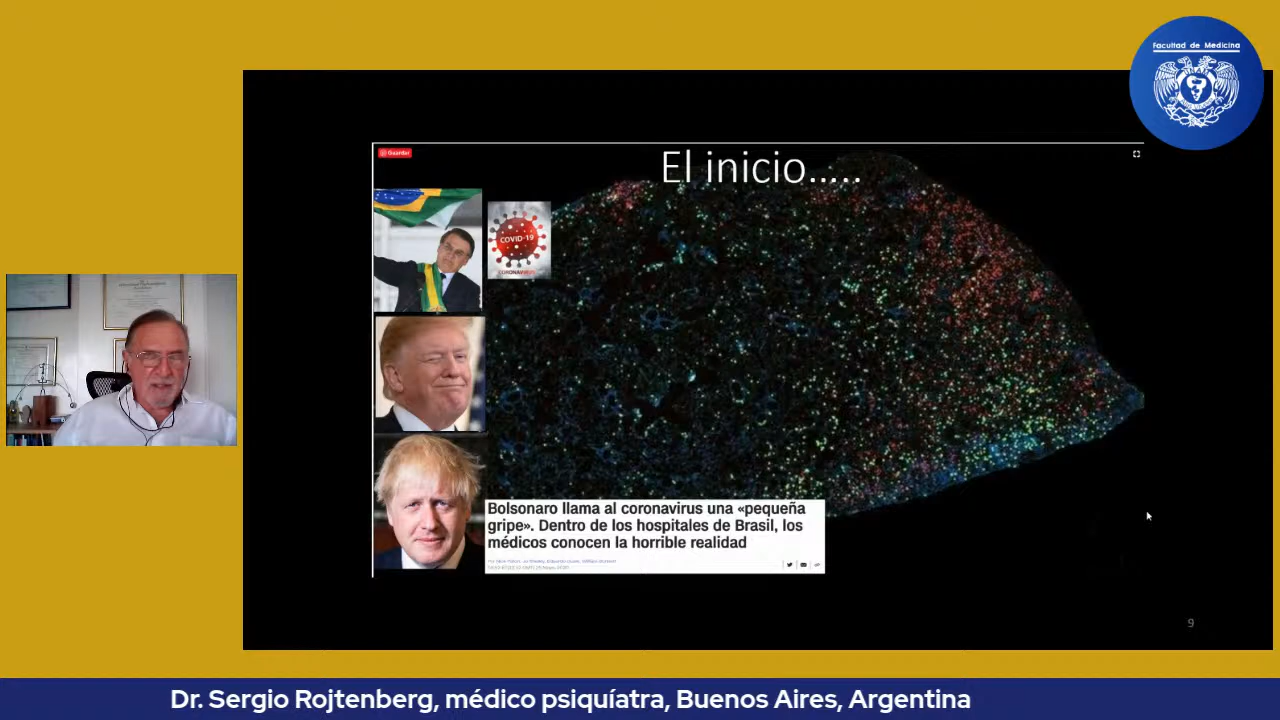 Facultad de Medicina
Guardar
El inicio.....
COVID-19
CORONAVIRUS
Bolsonaro llama al coronavirus una «pequeña
gripe». Dentro de los hospitales de Brasil, los
médicos conocen la horrible realidad
9
Dr. Sergio Rojtenberg, médico psiquíatra, Buenos Aires, Argentina